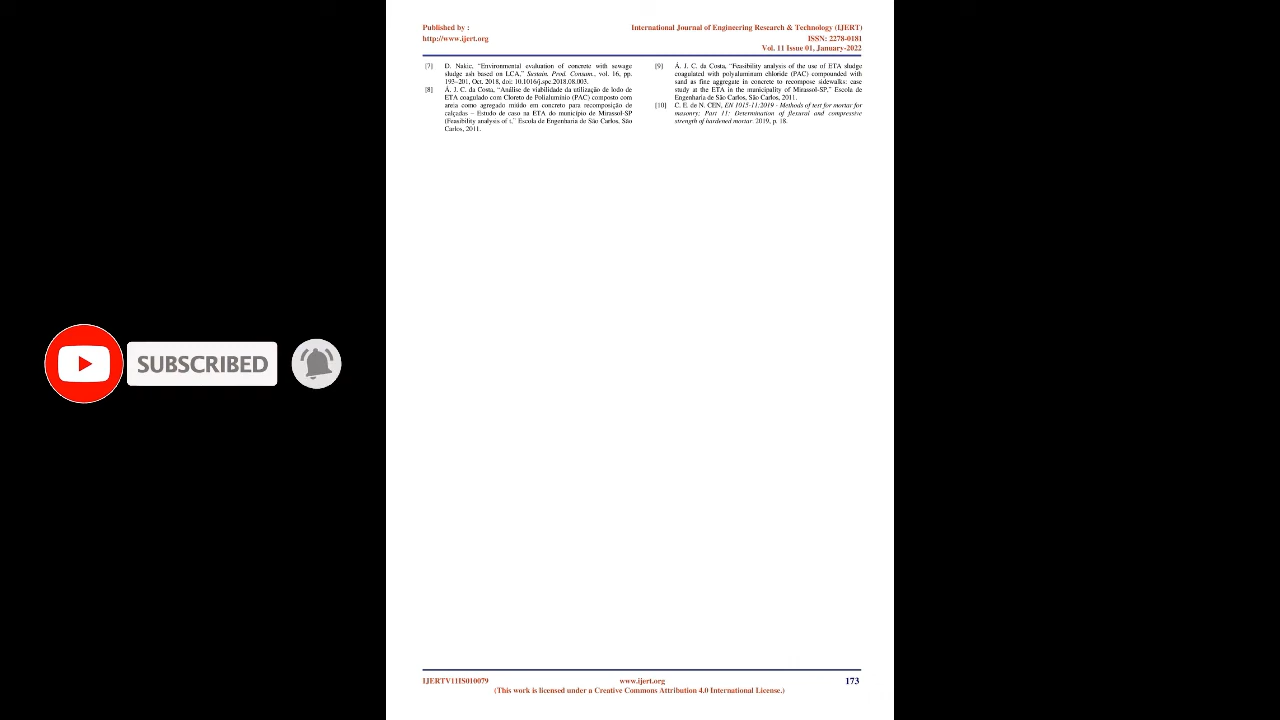 Published by :
http://www.ijert.org
International Journal of Engineering Research & Technology (IJERT)
ISSN: 2278-0181
Vol. 11 Issue 01, January-2022
[7] D. Nakic, “Environmental evaluation of concrete with sewage
sludge ash based on LCA,” Sustain. Prod. Consum., vol. 16, pp.
193–201, Oct. 2018, doi: 10.1016/j.spc.2018.08.003.
[8] Á. J. C. da Costa, “Análise de viabilidade da utilização de lodo de
ETA coagulado com Cloreto de Polialumínio (PAC) composto com
areia como agregado miúdo em concreto para recomposição de
calçadas – Estudo de caso na ETA do município de Mirassol-SP
(Feasibility analysis of t,” Escola de Engenharia de São Carlos, São
Carlos, 2011.
[9] Á. J. C. da Costa, “Feasibility analysis of the use of ETA sludge
coagulated with polyaluminum chloride (PAC) compounded with
sand as fine aggregate in concrete to recompose sidewalks: case
study at the ETA in the municipality of Mirassol-SP,” Escola de
Engenharia de São Carlos, São Carlos, 2011.
[10] C. E. de N. CEN, EN 1015-11:2019 - Methods of test for mortar for
masonry; Part 11: Determination of flexural and compressive
strength of hardened mortar. 2019, p. 18.
SUBSCRIBED
IJERTV11IS010079
www.ijert.org
173
(This work is licensed under a Creative Commons Attribution 4.0 International License.)